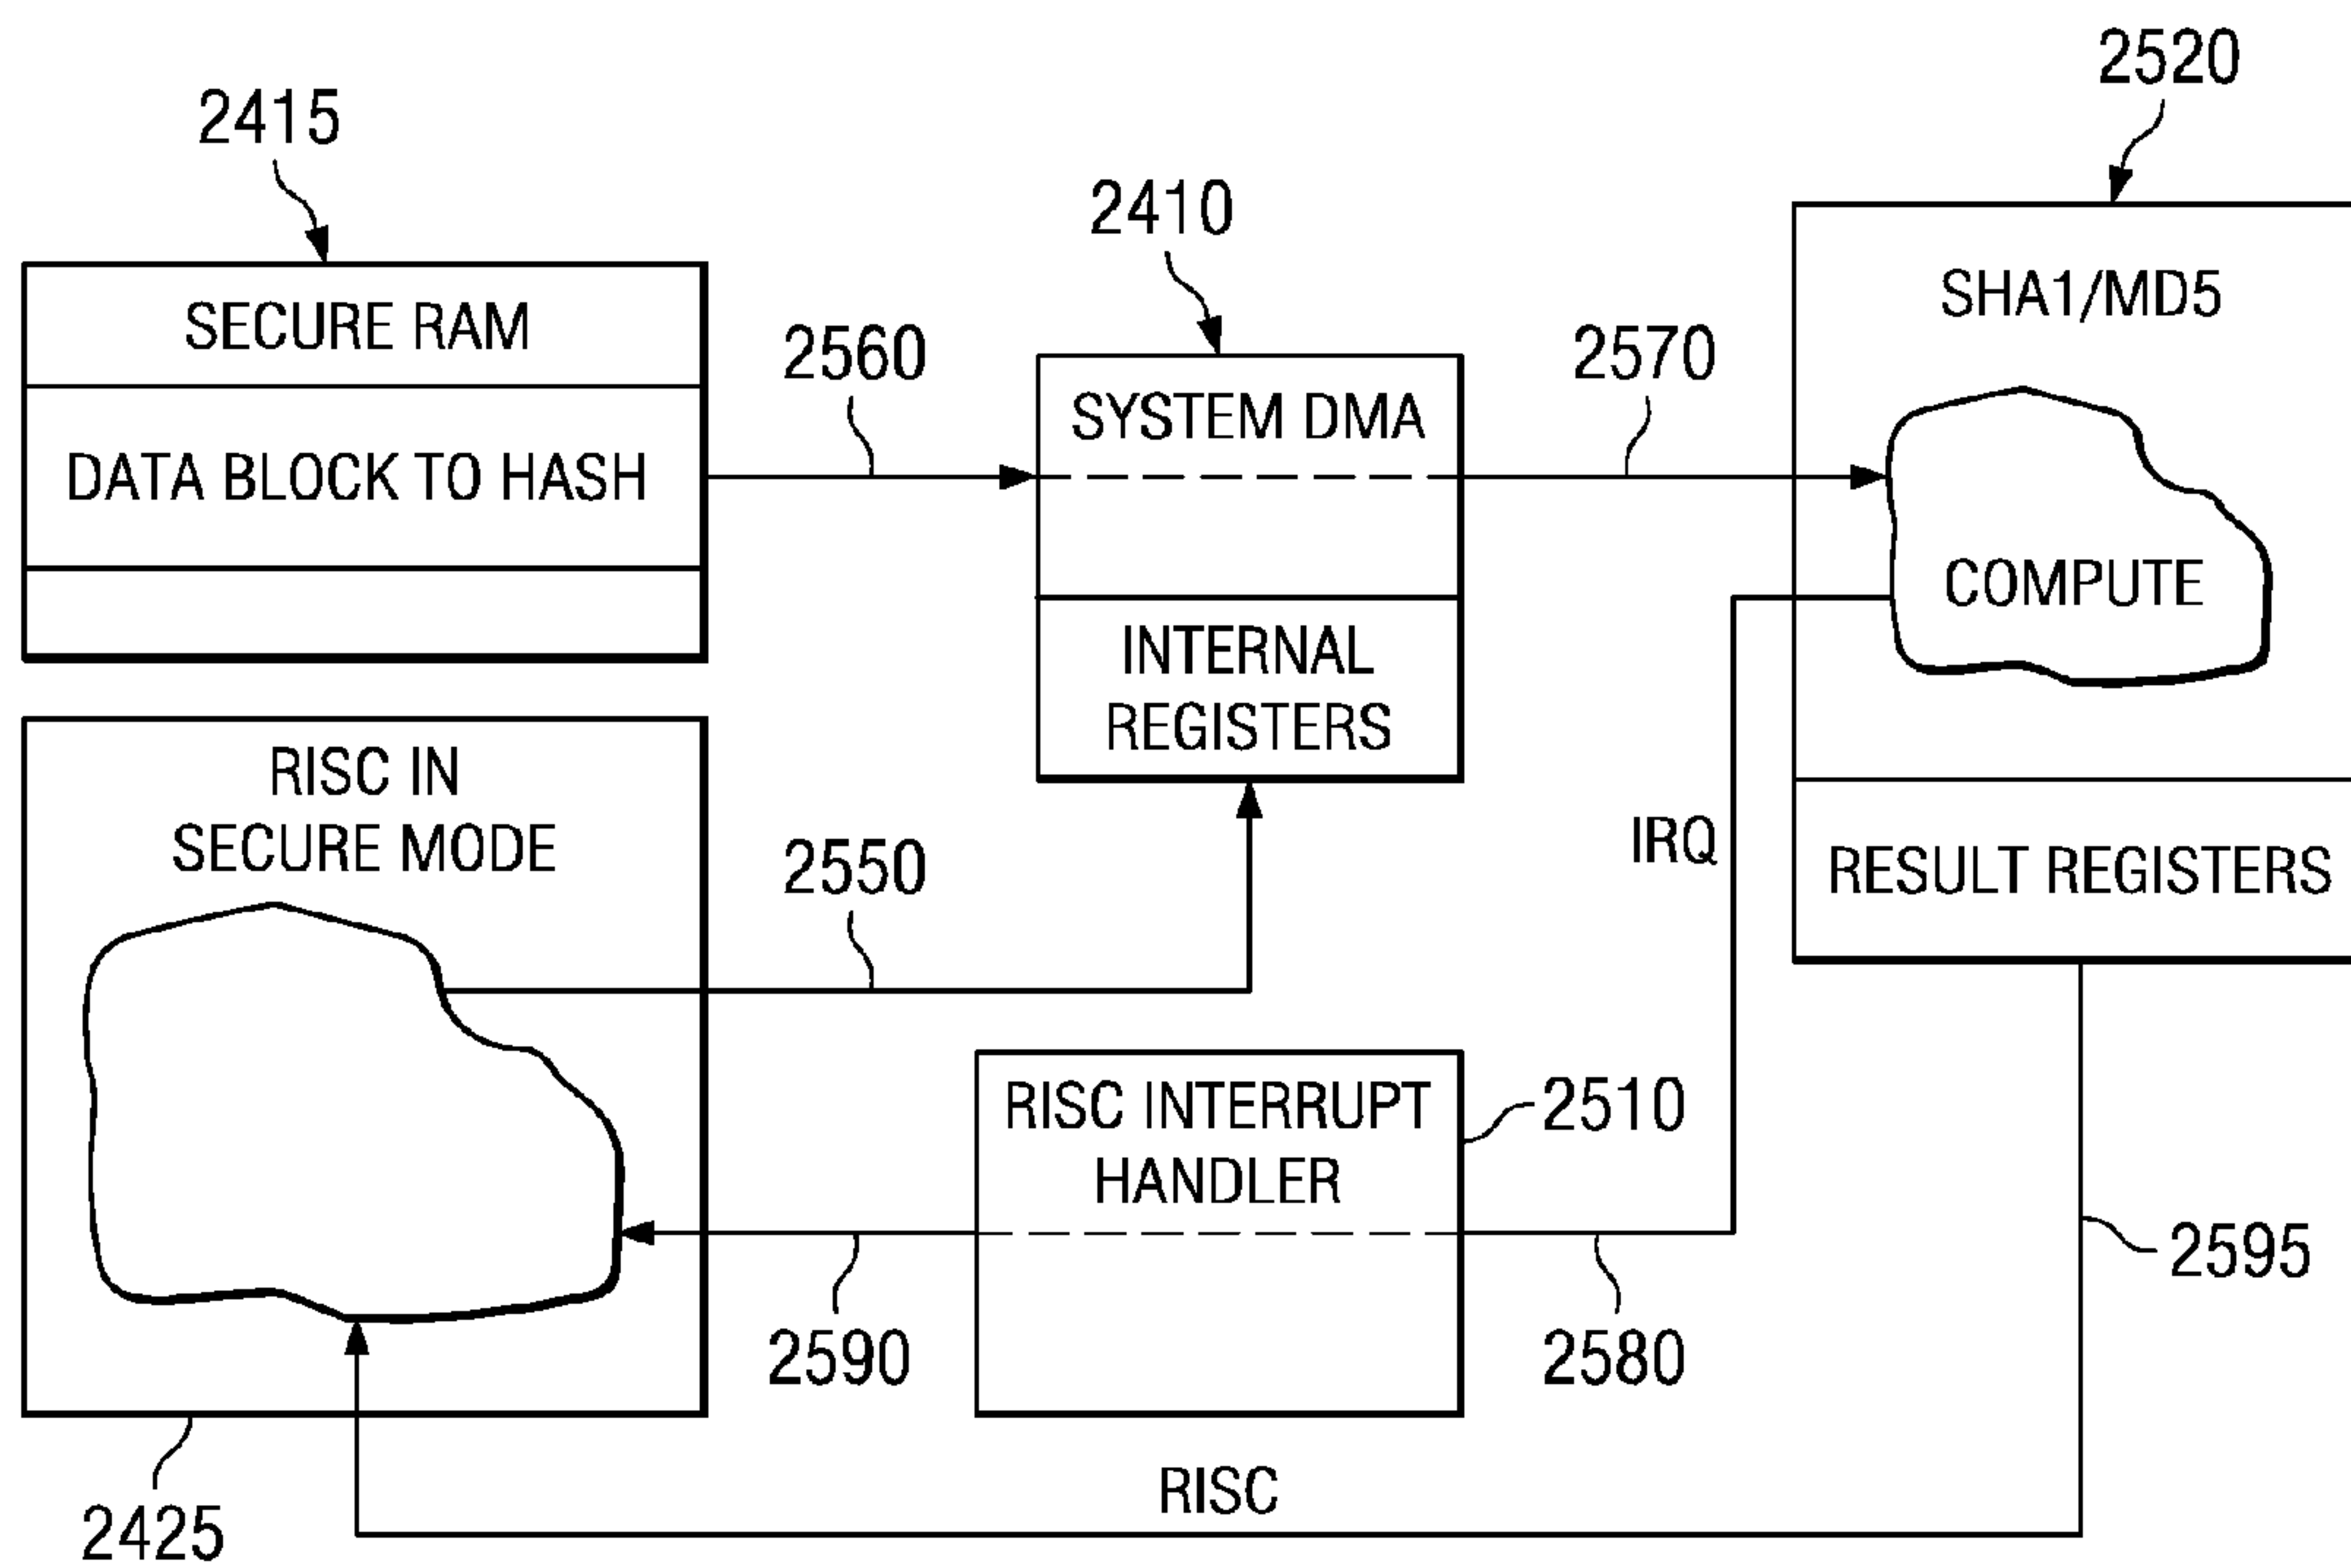 2520
2415
2410
SECURE RAM
SHA1/MD5
2560
2570
SYSTEM DMA
DATA BLOCK TO HASH
COMPUTE
INTERNAL
REGISTERS
RISC IN
SECURE MODE
2550
IRQ
RESULT REGISTERS
RISC INTERRUPT
HANDLER
2510
2595
2590
2580
RISC
2425